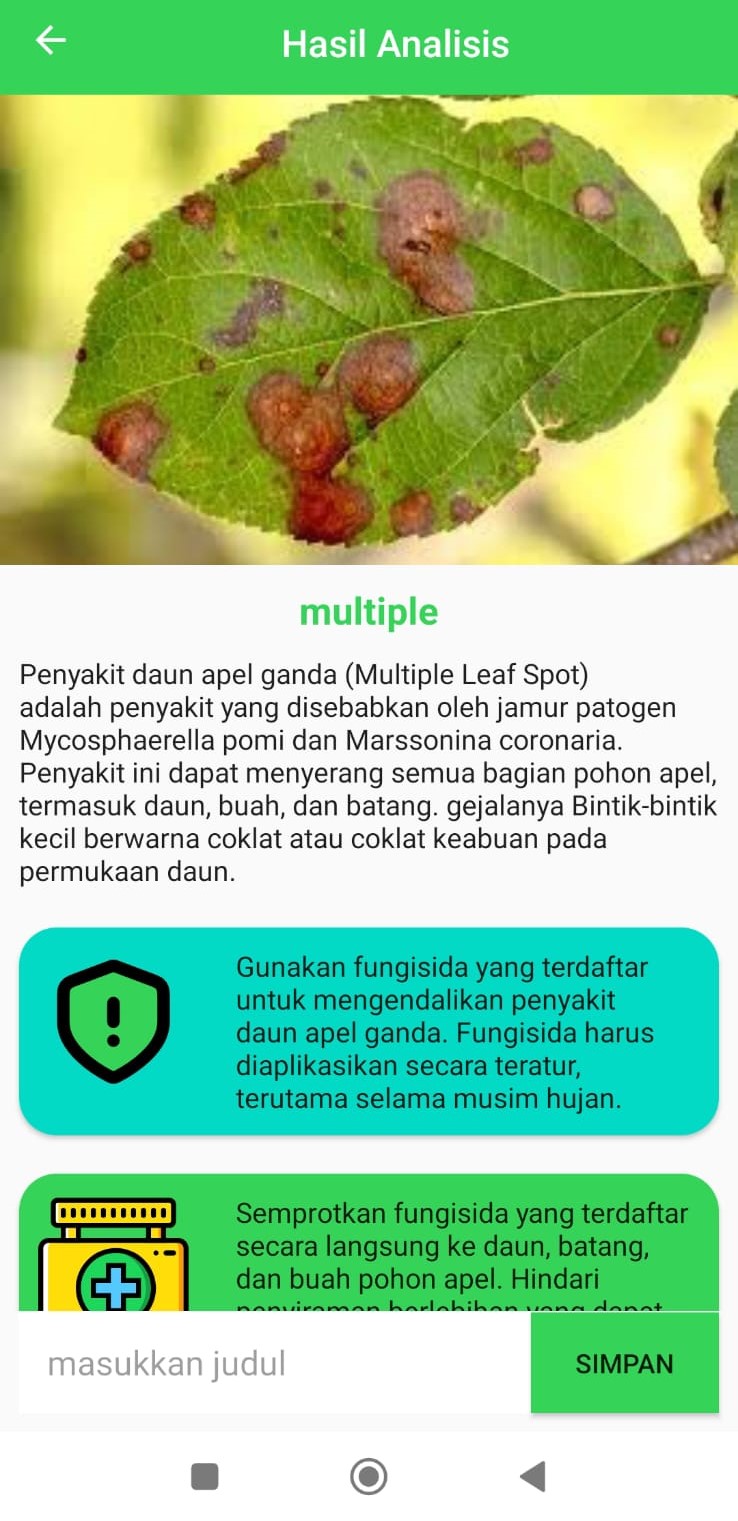 Hasil Analisis
multiple
Penyakit daun apel ganda (Multiple Leaf Spot)
adalah penyakit yang disebabkan oleh jamur patogen
Mycosphaerella pomi dan Marssonina coronaria.
Penyakit ini dapat menyerang semua bagian pohon apel,
termasuk daun, buah, dan batang. gejalanya Bintik-bintik
kecil berwarna coklat atau coklat keabuan pada
permukaan daun.
Gunakan fungisida yang terdaftar
untuk mengendalikan penyakit
daun apel ganda. Fungisida harus
diaplikasikan secara teratur,
terutama selama musim hujan.
Semprotkan fungisida yang terdaftar
secara langsung ke daun, batang,
dan buah pohon apel. Hindari
penyiraman berlebihan yang dapat
masukkan judul
SIMPAN